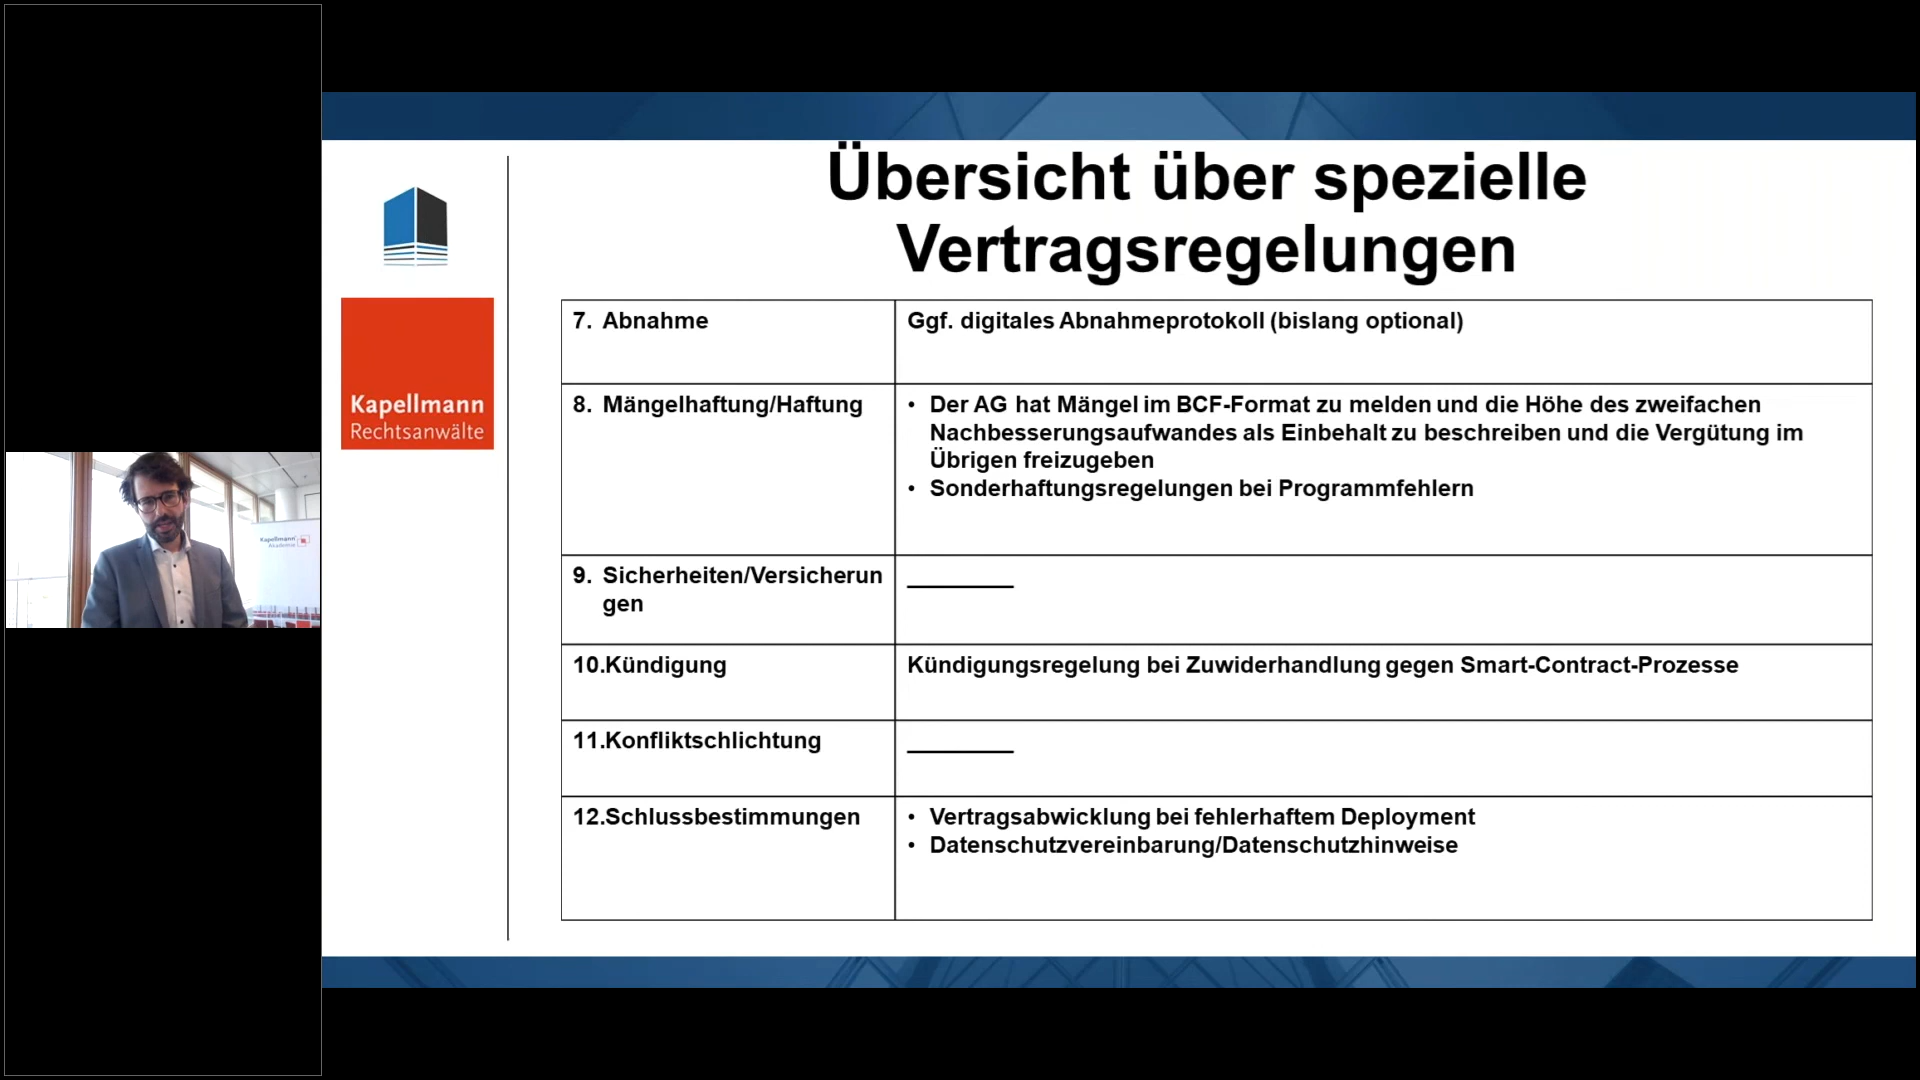 Übersicht über spezielle
Vertragsregelungen
Kapellmann
Rechtsanwälte
7. Abnahme
Ggf. digitales Abnahmeprotokoll (bislang optional)
8. Mängelhaftung/Haftung
• Der AG hat Mängel im BCF-Format zu melden und die Höhe des zweifachen
Nachbesserungsaufwandes als Einbehalt zu beschreiben und die Vergütung im
Übrigen freizugeben
• Sonderhaftungsregelungen bei Programmfehlern
9. Sicherheiten/Versicherun
gen
10.Kündigung
Kündigungsregelung bei Zuwiderhandlung gegen Smart-Contract-Prozesse
11.Konfliktschlichtung
12.Schlussbestimmungen
• Vertragsabwicklung bei fehlerhaftem Deployment
• Datenschutzvereinbarung/Datenschutzhinweise
Kapellmann
Akademie